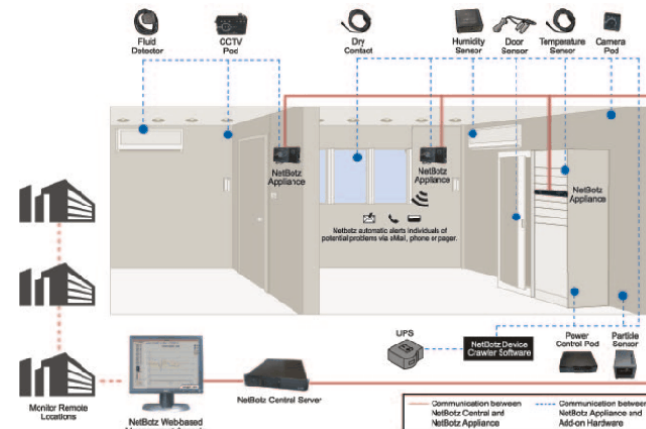 Fluid
Detector
CCTV
Pod
Dry
Contact
Humidity
Sensor
Door
Sensor
Temperature
Sensor
Camera
Pod
NetBotz
Appliance
NetBotz
Appliance
NetBotz
Appliance
Netbotz automatic alerts individuals of
potential problems via eMail, phone or pager.
UPS
NetBotz Device
Crawler Software
Power
Control Pod
Particle
Sensor
Monitor Remote
Locations
NetBotz Web-based
NetBotz Central Server
Communication between
NetBotz Central and
NetBotz Appliance
Communication between
NetBotz Appliance and
Add-on Hardware